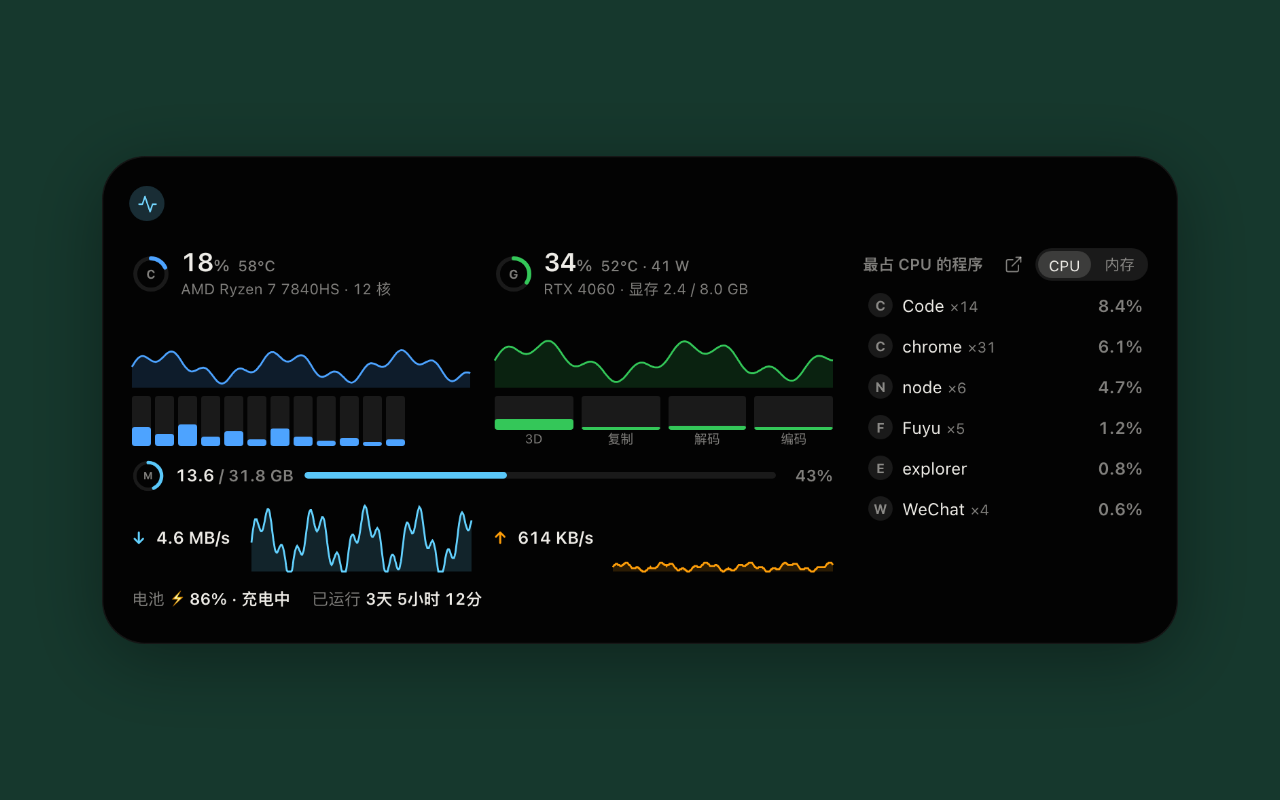 C 18% 58°C
AMD Ryzen 7 7840HS · 12 核
G 34% 52°C · 41 W
RTX 4060 · 显存 2.4 / 8.0 GB
3D 复制 解码 编码
M 13.6 / 31.8 GB 43%
↓ 4.6 MB/s ↑ 614 KB/s
电池 ⚡ 86% · 充电中 已运行 3天 5小时 12分
最占 CPU 的程序 CPU 内存
C Code ×14 8.4%
C chrome ×31 6.1%
N node ×6 4.7%
F Fuyu ×5 1.2%
E explorer 0.8%
W WeChat ×4 0.6%